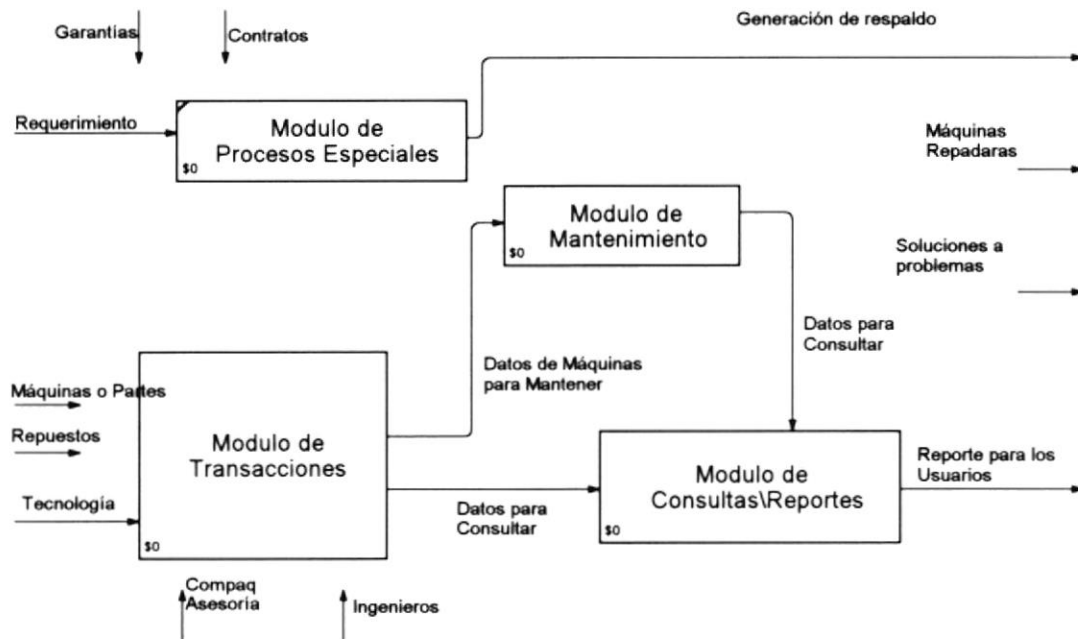 Generación de respaldo
Garantías
Contratos
Requerimiento
Modulo de
Procesos Especiales
$0
Máquinas
Repadaras
Modulo de
Mantenimiento
$0
Soluciones a
problemas
Datos para
Consultar
Datos de Máquinas
para Mantener
Máquinas o Partes
Repuestos
Tecnología
Modulo de
Transacciones
$0
Datos para
Consultar
Modulo de
Consultas\Reportes
$0
Reporte para los
Usuarios
Compaq
Asesoría
Ingenieros